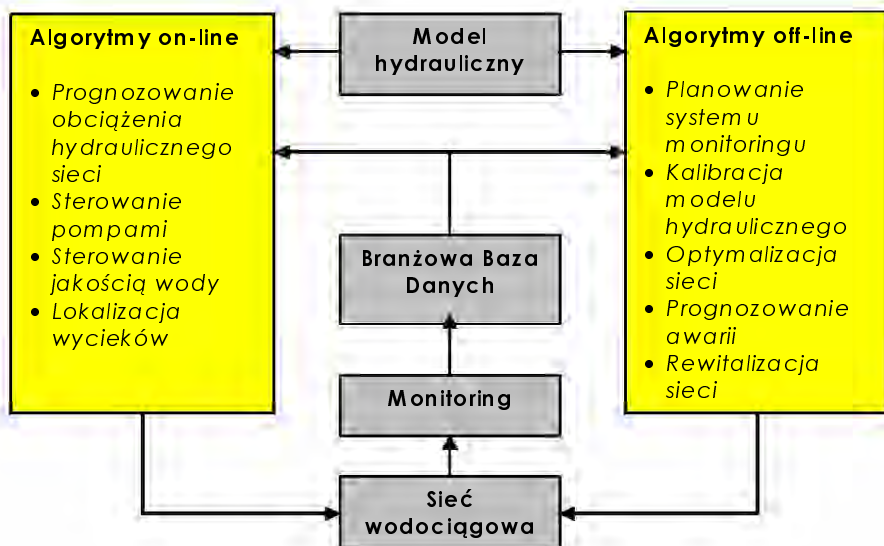 Algorytmy on-line
• Prognozowanie
obciążenia
hydraulicznego
sieci
• Sterowanie
pompami
• Sterowanie
jakością wody
• Lokalizacja
wycieków
Model
hydrauliczny
Branżowa Baza
Danych
Monitoring
Sieć
wodociągowa
Algorytmy off-line
• Planowanie
systemu
monitoringu
• Kalibracja
modelu
hydraulicznego
• Optymalizacja
sieci
• Prognozowanie
awarii
• Rewitalizacja
sieci